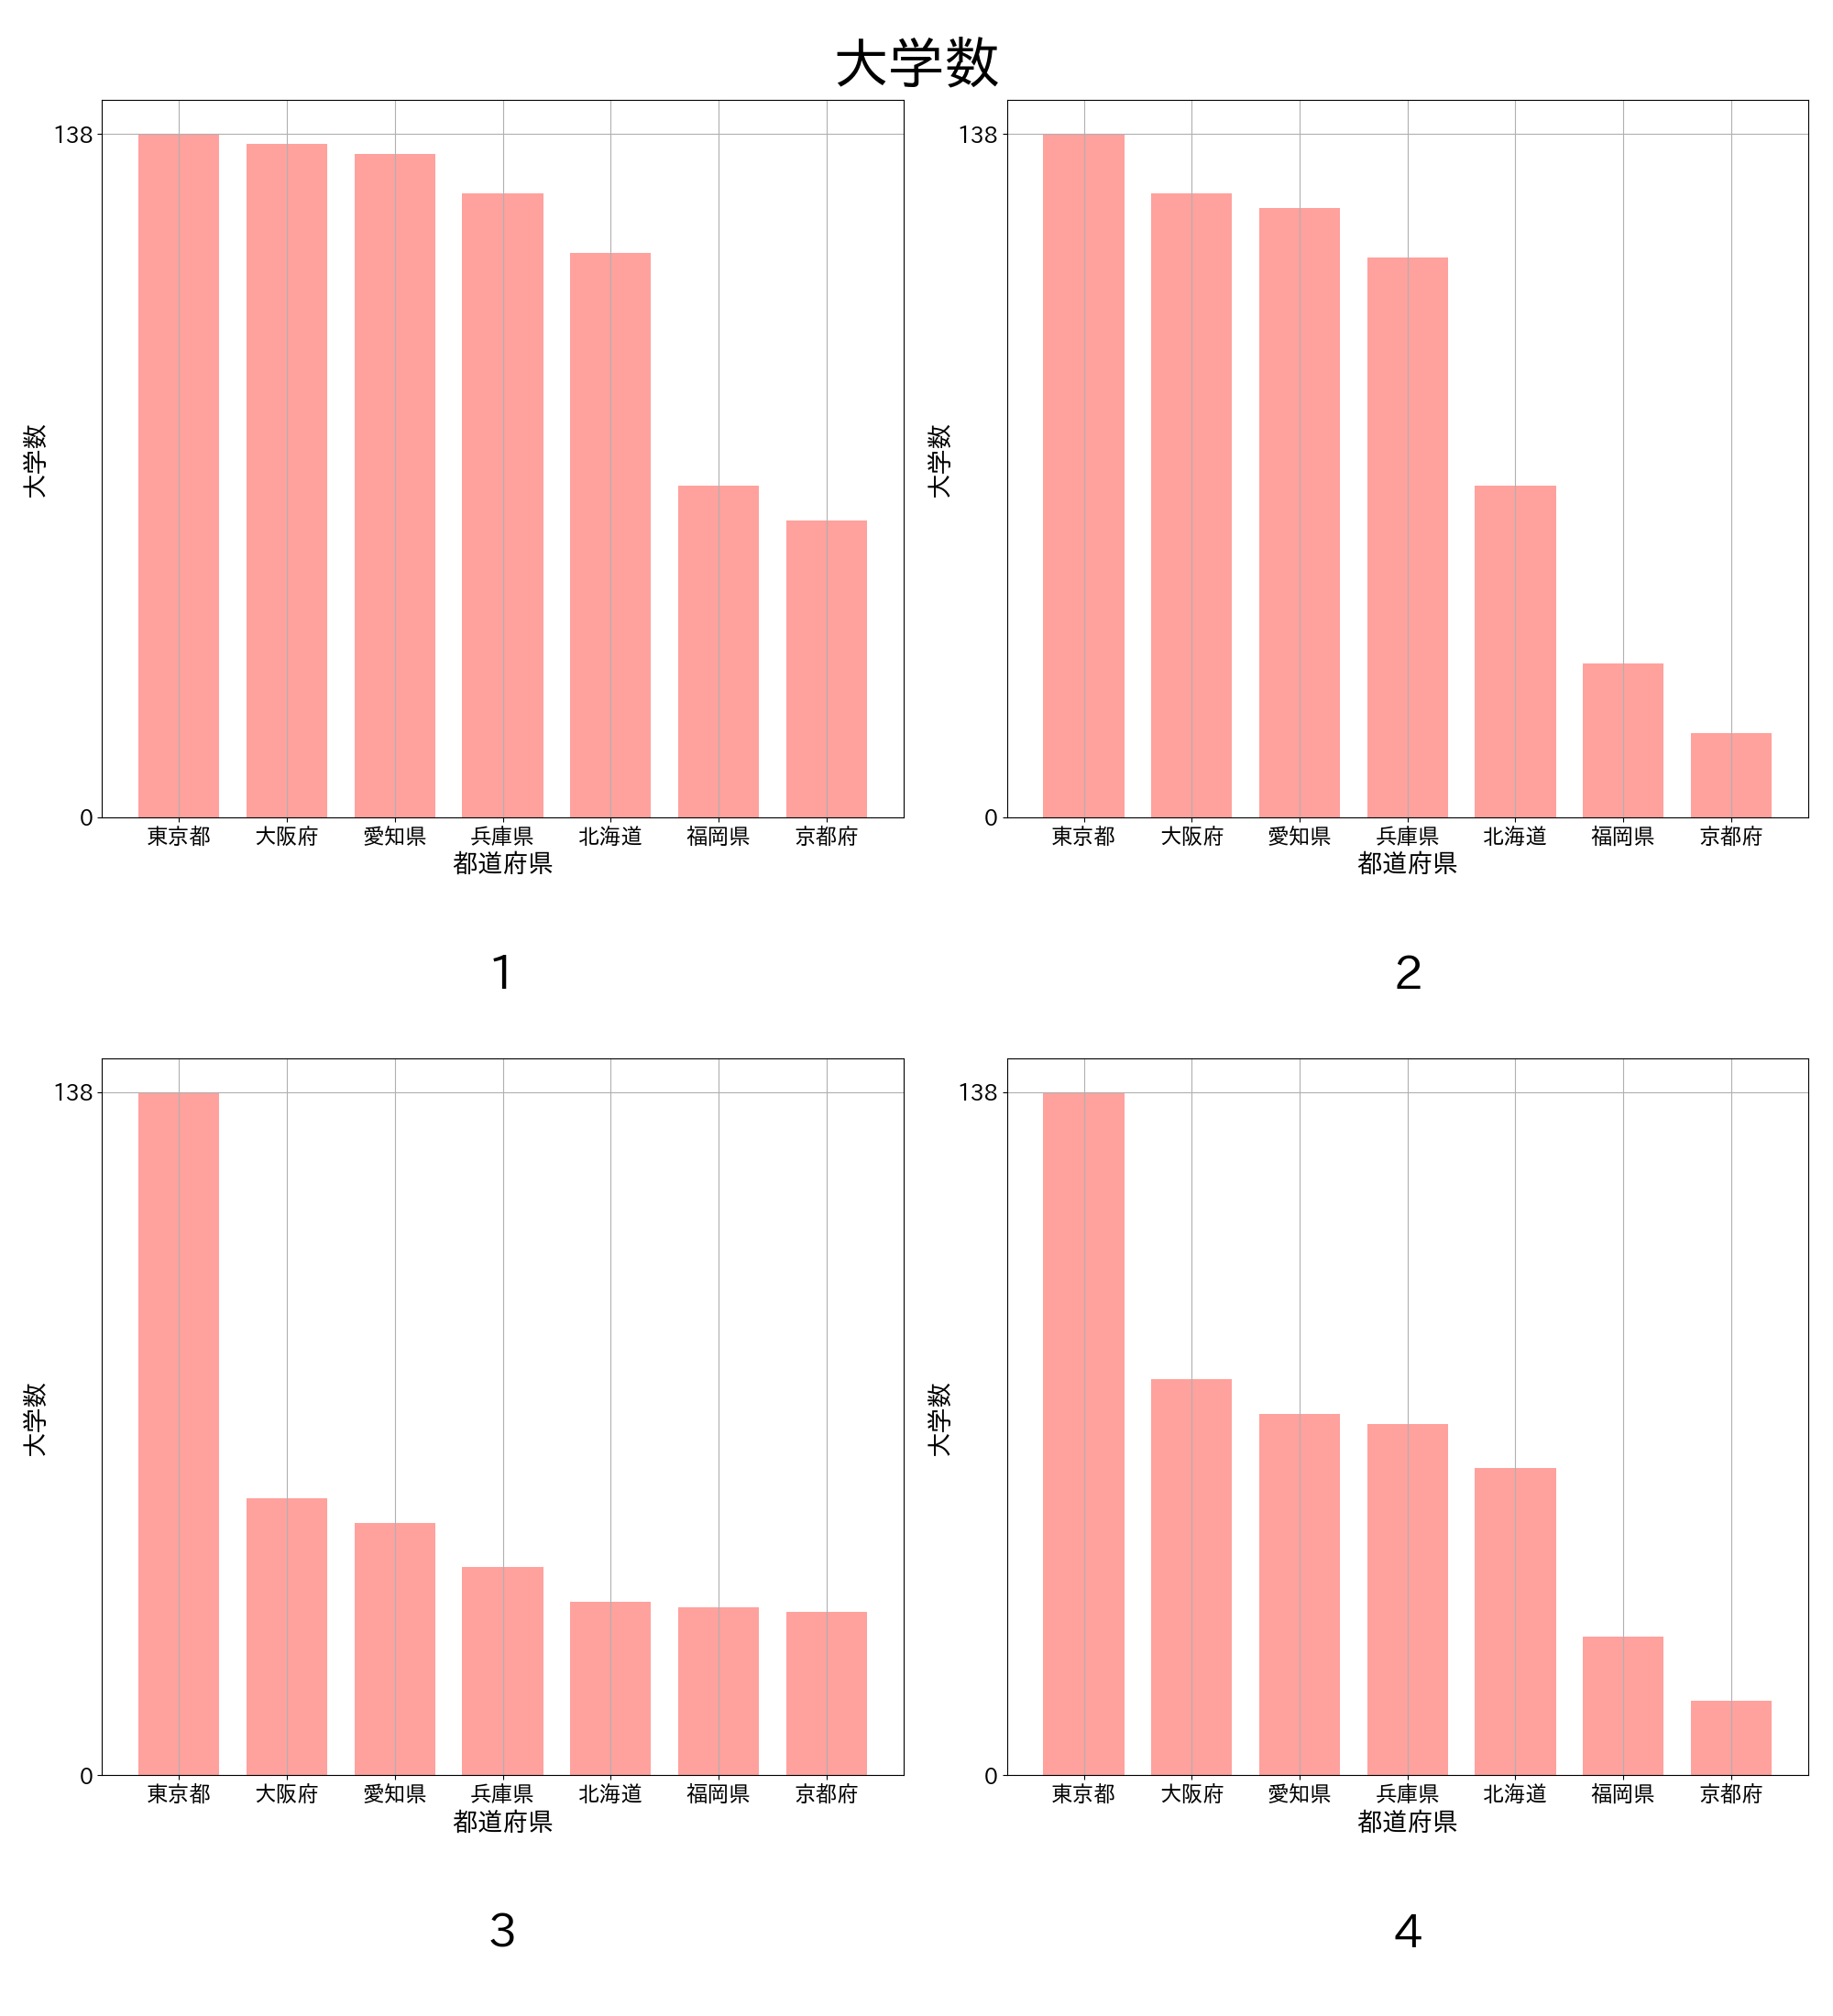 大学数
138
0
大学数
東京都 大阪府 愛知県 兵庫県 北海道 福岡県 京都府
都道府県
1
138
0
大学数
東京都 大阪府 愛知県 兵庫県 北海道 福岡県 京都府
都道府県
2
138
0
大学数
東京都 大阪府 愛知県 兵庫県 北海道 福岡県 京都府
都道府県
3
138
0
大学数
東京都 大阪府 愛知県 兵庫県 北海道 福岡県 京都府
都道府県
4